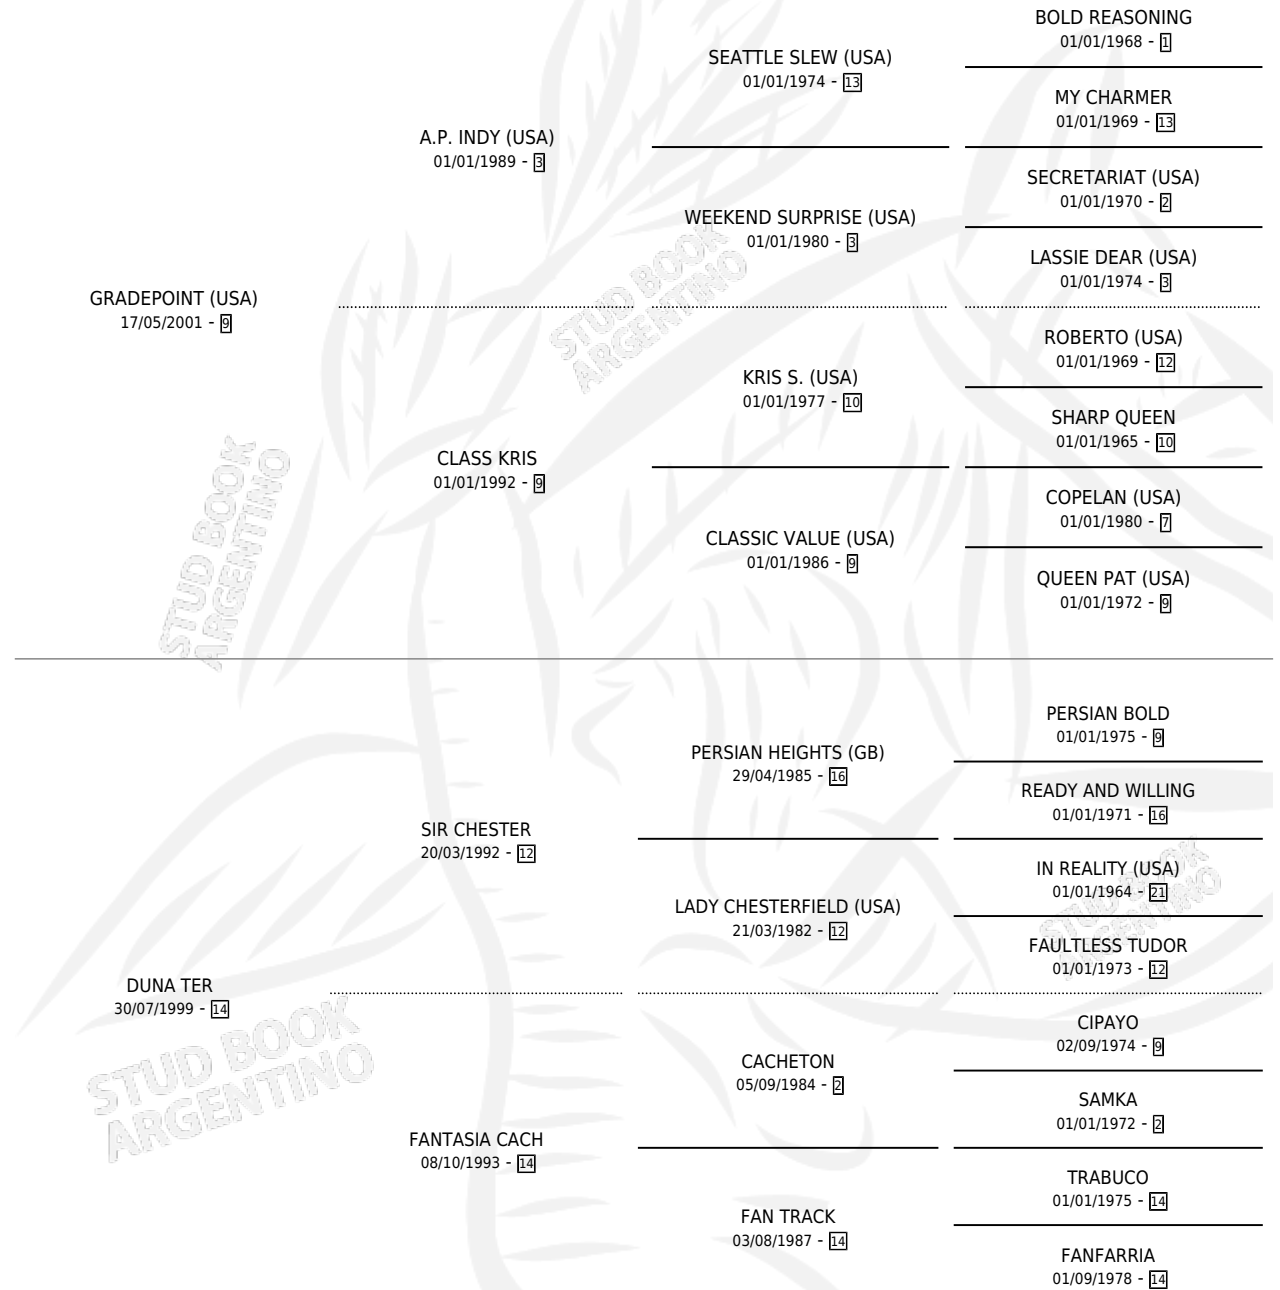 BOLD REASONING
01/01/1968 - 1
SEATTLE SLEW (USA)
01/01/1974 - 13
MY CHARMER
01/01/1969 - 13
A.P. INDY (USA)
01/01/1989 - 3
SECRETARIAT (USA)
01/01/1970 - 2
WEEKEND SURPRISE (USA)
01/01/1980 - 3
LASSIE DEAR (USA)
01/01/1974 - 3
GRADEPOINT (USA)
17/05/2001 - 9
ROBERTO (USA)
01/01/1969 - 12
KRIS S. (USA)
01/01/1977 - 10
SHARP QUEEN
01/01/1965 - 10
CLASS KRIS
01/01/1992 - 9
COPELAN (USA)
01/01/1980 - 7
CLASSIC VALUE (USA)
01/01/1986 - 9
QUEEN PAT (USA)
01/01/1972 - 9
PERSIAN BOLD
01/01/1975 - 9
PERSIAN HEIGHTS (GB)
29/04/1985 - 16
READY AND WILLING
01/01/1971 - 16
SIR CHESTER
20/03/1992 - 12
IN REALITY (USA)
01/01/1964 - 21
LADY CHESTERFIELD (USA)
21/03/1982 - 12
FAULTLESS TUDOR
01/01/1973 - 12
DUNA TER
30/07/1999 - 14
CIPAYO
02/09/1974 - 9
CACHETON
05/09/1984 - 2
SAMKA
01/01/1972 - 2
FANTASIA CACH
08/10/1993 - 14
TRABUCO
01/01/1975 - 14
FAN TRACK
03/08/1987 - 14
FANFARRIA
01/09/1978 - 14
STUD BOOK
ARGENTINO
STUD BOOK
ARGENTINO
STUD BOOK
ARGENTINO
STUD BOOK
ARGENTINO